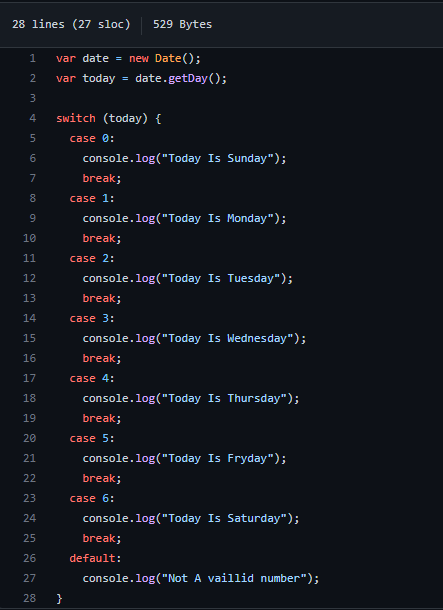 28 lines (27 sloc) 529 Bytes
1 var date = new Date();
2 var today = date.getDay();
3
4 switch (today) {
5   case 0:
6     console.log("Today Is Sunday");
7     break;
8   case 1:
9     console.log("Today Is Monday");
10     break;
11   case 2:
12     console.log("Today Is Tuesday");
13     break;
14   case 3:
15     console.log("Today Is Wednesday");
16     break;
17   case 4:
18     console.log("Today Is Thursday");
19     break;
20   case 5:
21     console.log("Today Is Fryday");
22     break;
23   case 6:
24     console.log("Today Is Saturday");
25     break;
26   default:
27     console.log("Not A vaillid number");
28 }